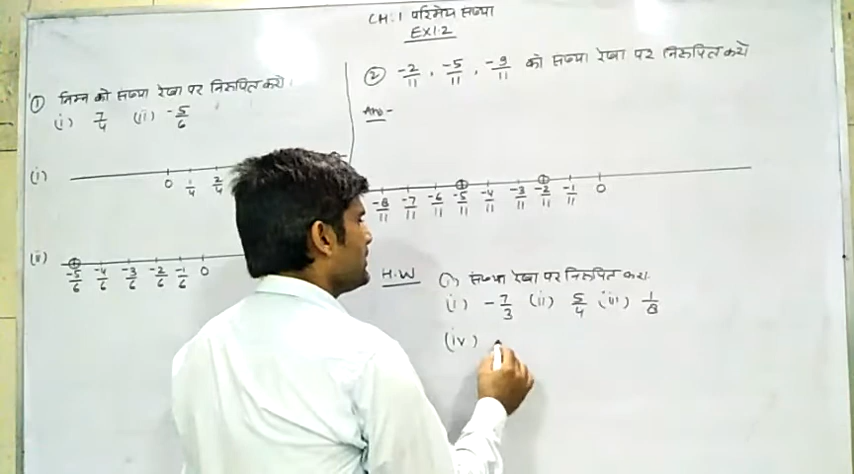 CH:1 परिमेय संख्या
EX1.2
① निम्न को संख्या रेखा पर निरूपित करो।
(i) 7/4 (ii) -5/6
(i)
0 1/4 2/4
(ii)
-5/6 -4/6 -3/6 -2/6 -1/6 0
② -2/11, -5/11, -9/11 को संख्या रेखा पर निरूपित करो
Ans:-
-8/11 -7/11 -6/11 -5/11 -4/11 -3/11 -2/11 -1/11 0
H.W (1) संख्या रेखा पर निरूपित करो.
(i) -7/3 (ii) 5/4 (iii) 1/8
(iv)